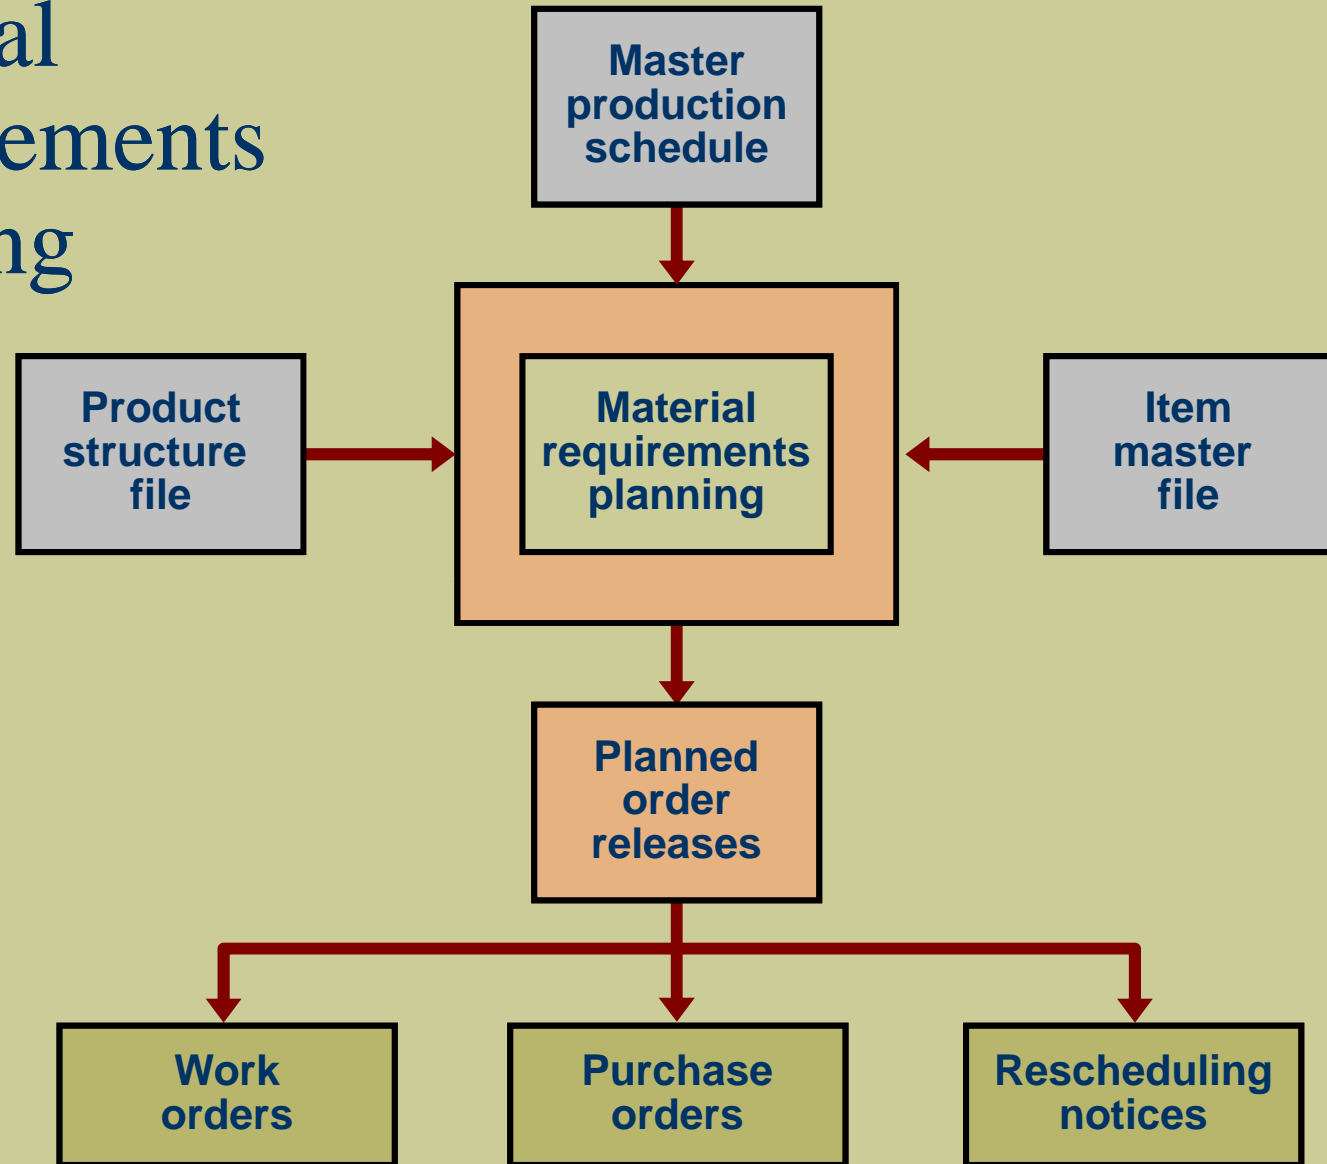 al
ements
ng
Master
production
schedule
Product
structure
file
Material
requirements
planning
Item
master
file
Planned
order
releases
Work
orders
Purchase
orders
Rescheduling
notices